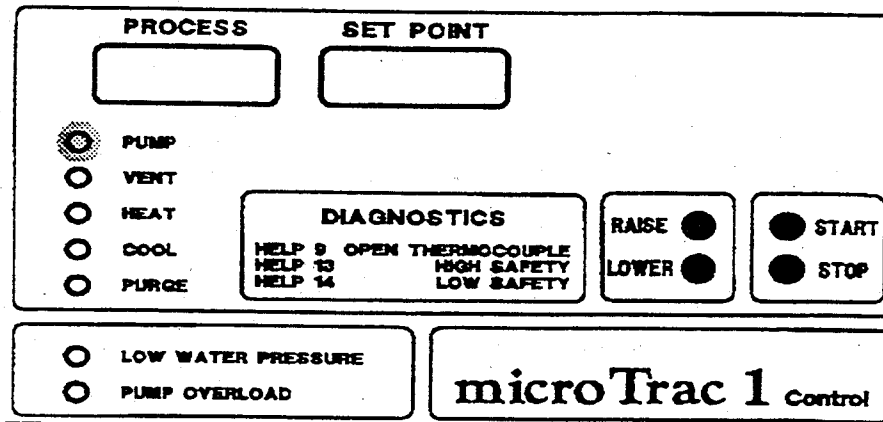 PROCESS SET POINT
PUMP
VENT
HEAT
COOL
PURGE
DIAGNOSTICS
HELP 9 OPEN THERMOCOUPLE
HELP 13 HIGH SAFETY
HELP 14 LOW SAFETY
RAISE
LOWER
START
STOP
LOW WATER PRESSURE
PUMP OVERLOAD
microTrac 1 Control